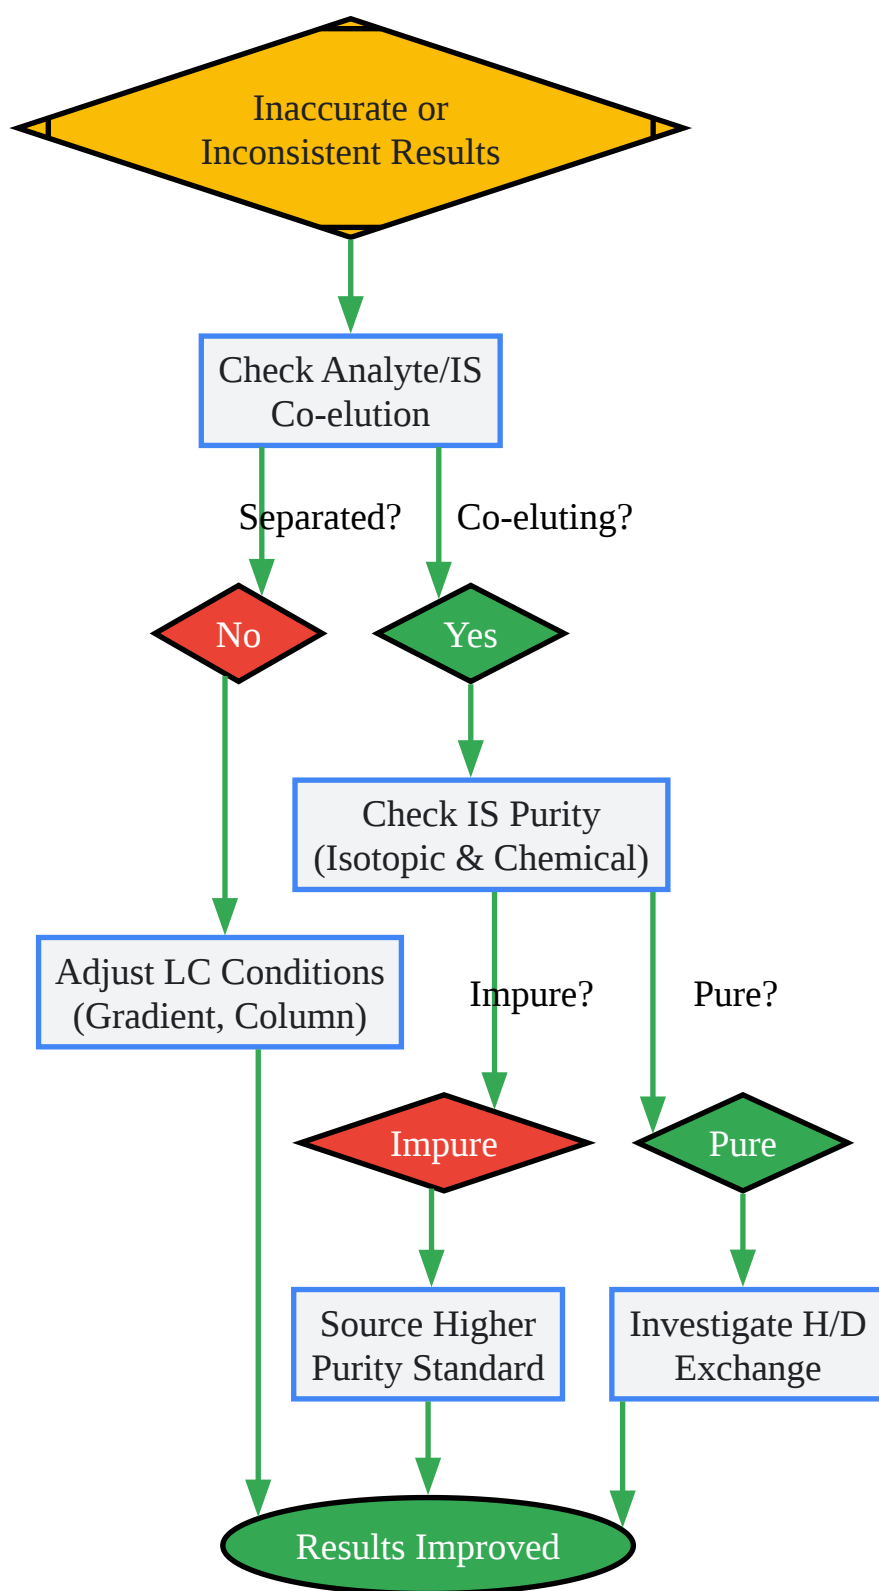 Inaccurate or
Inconsistent Results
Check Analyte/IS
Co-elution
Separated?
Co-eluting?
No
Yes
Check IS Purity
(Isotopic & Chemical)
Adjust LC Conditions
(Gradient, Column)
Impure?
Pure?
Impure
Pure
Source Higher
Purity Standard
Investigate H/D
Exchange
Results Improved